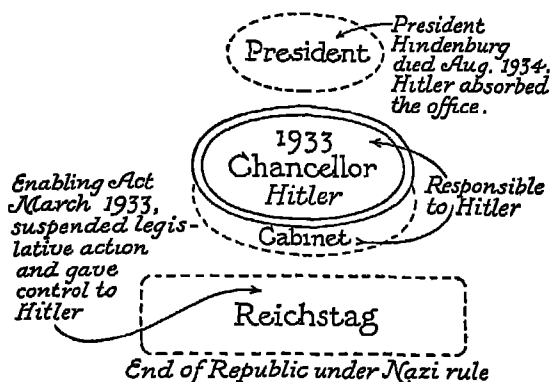 President
President
Hindenburg
died Aug. 1934.
Hitler absorbed
the office.
1933
Chancellor
Hitler
Cabinet
Responsible
to Hitler
Enabling Act
March 1933,
suspended legis-
lative action
and gave
control to
Hitler
Reichstag
End of Republic under Nazi rule